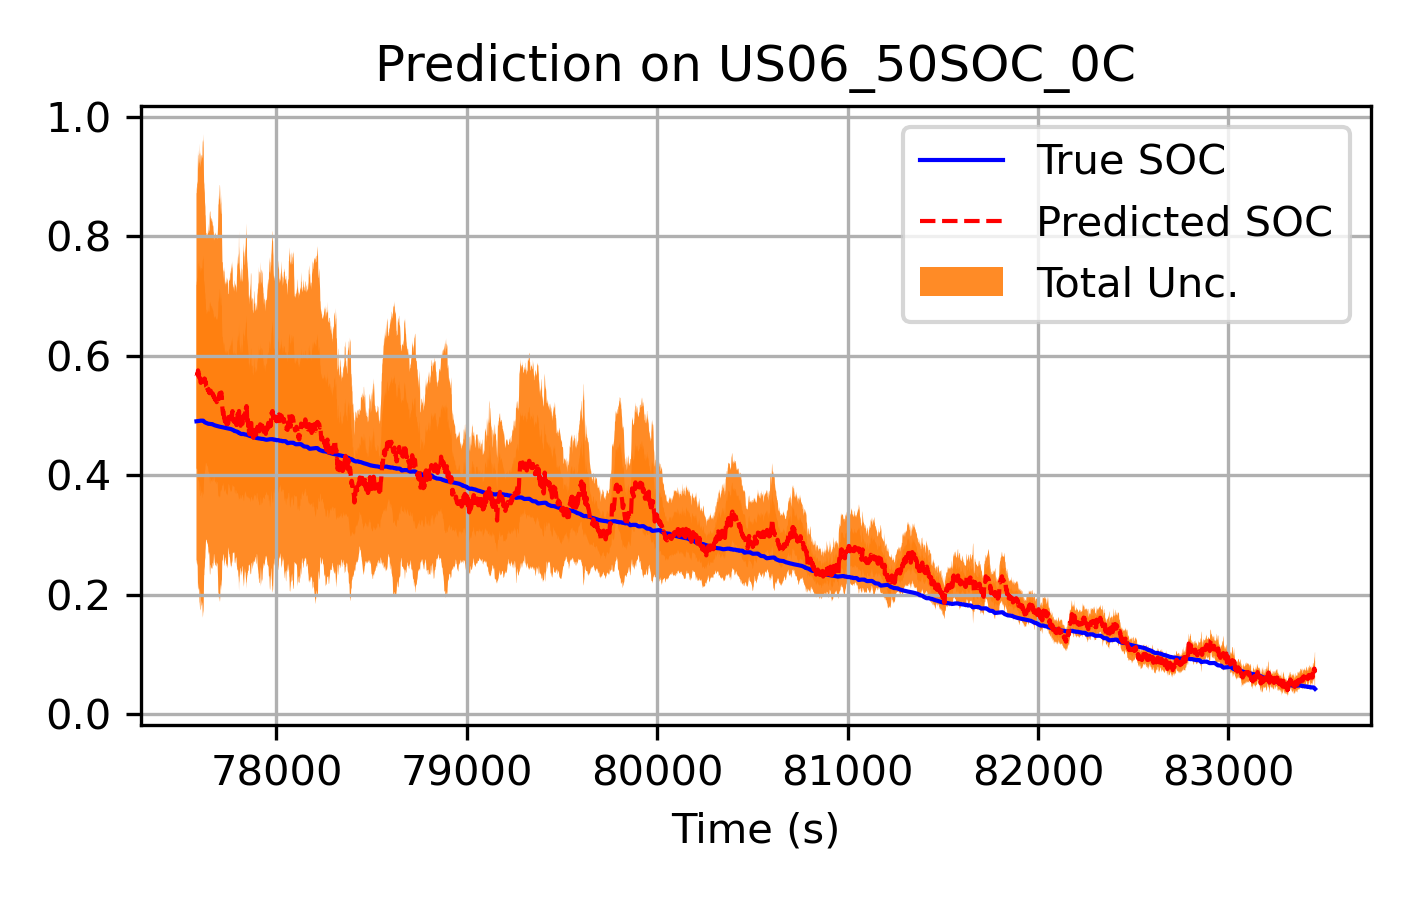 Prediction on US06_50SOC_0C
1.0
0.8
0.6
0.4
0.2
0.0
True SOC
Predicted SOC
Total Unc.
78000 79000 80000 81000 82000 83000
Time (s)